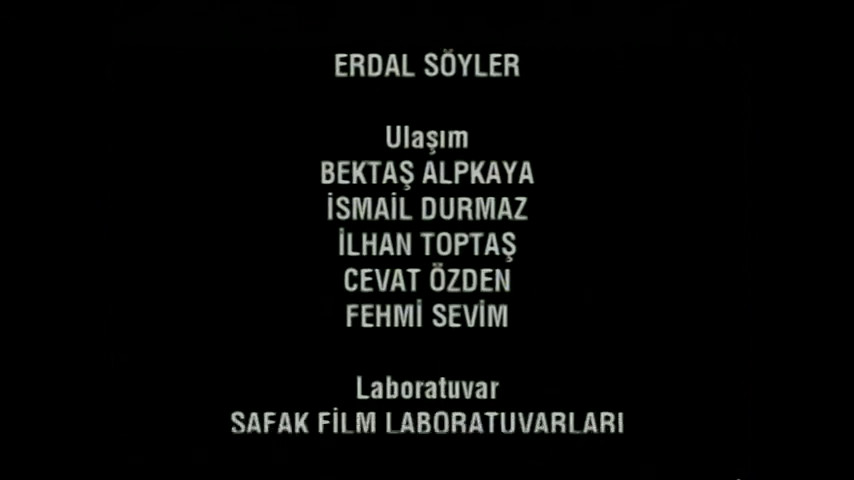 ERDAL SÖYLER
Ulaşım
BEKTAŞ ALPKAYA
İSMAİL DURMAZ
İLHAN TOPTAŞ
CEVAT ÖZDEN
FEHMİ SEVİM
Laboratuvar
SAFAK FİLM LABORATUVARLARI